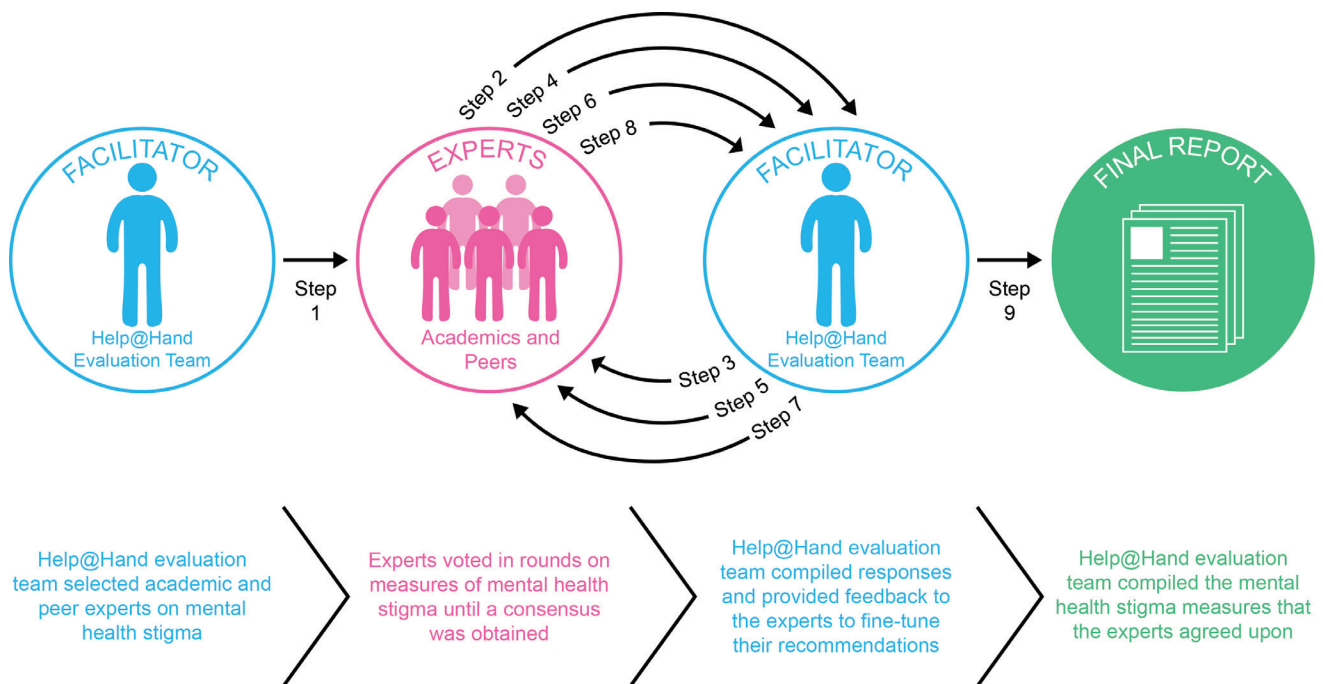 Step 2
Step 4
Step 6
Step 8
FACILITATOR
Help@Hand
Evaluation Team
Step
1
EXPERTS
Academics and
Peers
FACILITATOR
Help@Hand
Evaluation Team
Step
9
FINAL REPORT
Step 3
Step 5
Step 7
Help@Hand evaluation
team selected academic and
peer experts on mental
health stigma
Experts voted in rounds on
measures of mental health
stigma until a consensus
was obtained
Help@Hand evaluation
team compiled responses
and provided feedback to
the experts to fine-tune
their recommendations
Help@Hand evaluation
team compiled the mental
health stigma measures that
the experts agreed upon